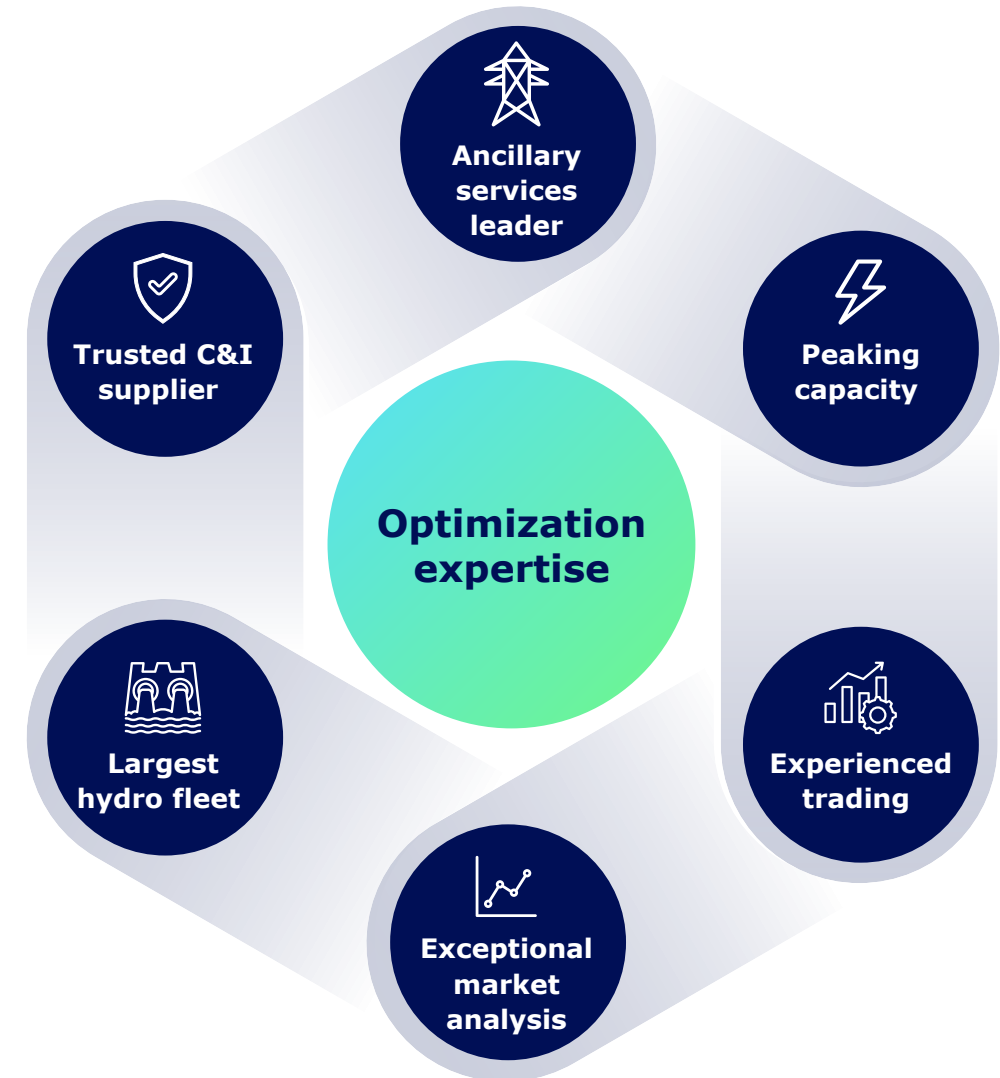 Ancillary
services
leader
Peaking
capacity
Experienced
trading
Exceptional
market
analysis
Largest
hydro fleet
Trusted C&I
supplier
Optimization
expertise